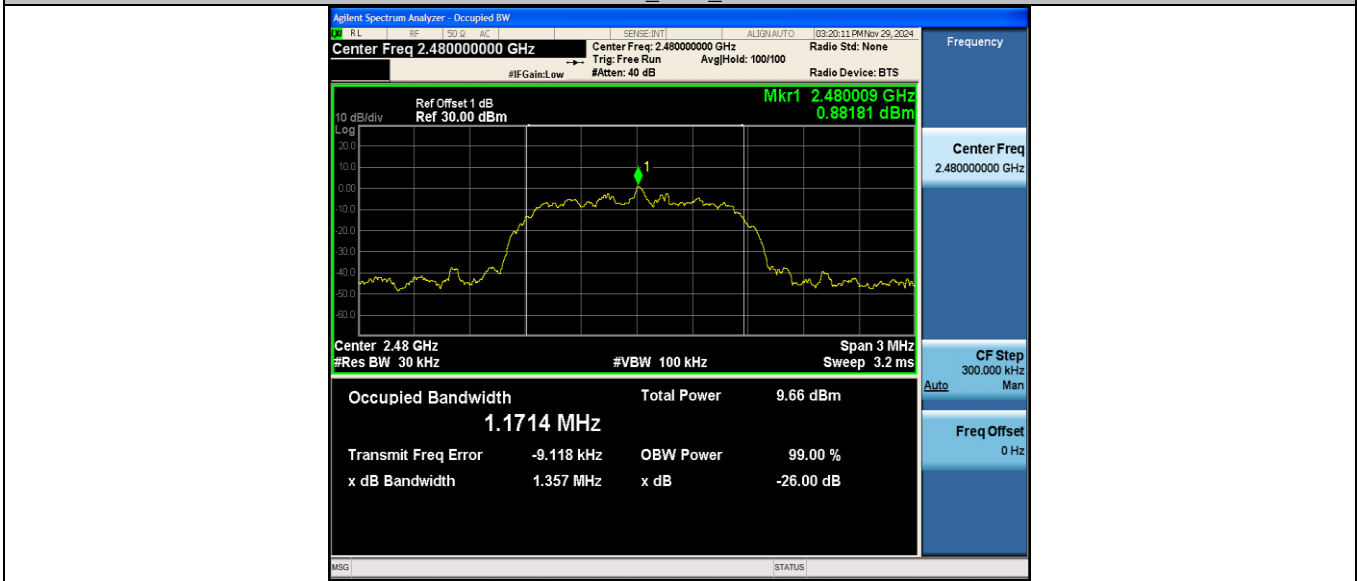 Agilent Spectrum Analyzer - Occupied BW
LXI RL RF 50 Ω AC SENSE:INT ALIGNAUTO 03:20:11 PM Nov 29, 2024
Center Freq 2.480000000 GHz Center Freq: 2.480000000 GHz Radio Std: None
Trig: Free Run Avg|Hold: 100/100
#IFGain:Low #Atten: 40 dB Radio Device: BTS
Frequency
Mkr1 2.480009 GHz
0.88181 dBm
Ref Offset 1 dB
10 dB/div Ref 30.00 dBm
Log
20.0
10.0
1
0.00
-10.0
-20.0
-30.0
-40.0
-50.0
-60.0
Center 2.48 GHz Span 3 MHz
#Res BW 30 kHz #VBW 100 kHz Sweep 3.2 ms
Occupied Bandwidth Total Power 9.66 dBm
1.1714 MHz
Transmit Freq Error -9.118 kHz OBW Power 99.00 %
x dB Bandwidth 1.357 MHz x dB -26.00 dB
Center Freq
2.480000000 GHz
CF Step
300.000 kHz
Auto Man
Freq Offset
0 Hz
MSG STATUS